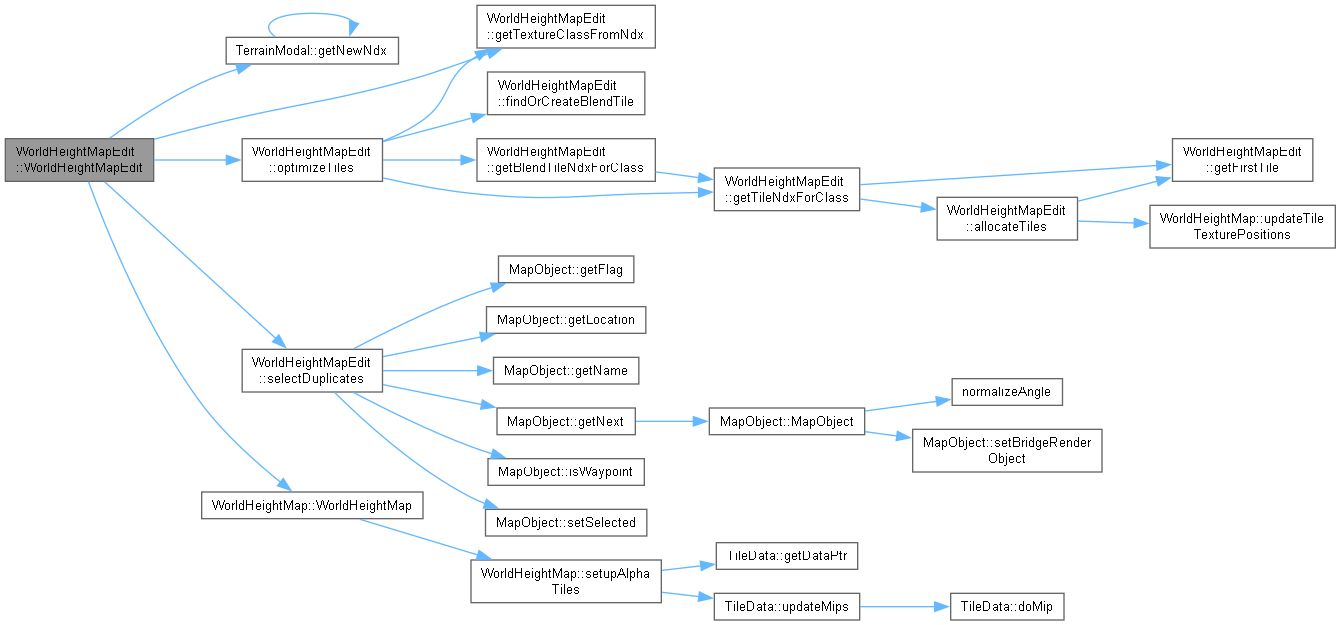 WorldHeightMapEdit
::WorldHeightMapEdit
TerrainModal::getNewNdx
WorldHeightMapEdit
::getTextureClassFromNdx
WorldHeightMapEdit
::findOrCreateBlendTile
WorldHeightMapEdit
::optimizeTiles
WorldHeightMapEdit
::getBlendTileNdxForClass
WorldHeightMapEdit
::getTileNdxForClass
WorldHeightMapEdit
::getFirstTile
WorldHeightMapEdit
::allocateTiles
WorldHeightMap::updateTile
TexturePositions
WorldHeightMapEdit
::selectDuplicates
MapObject::getFlag
MapObject::getLocation
MapObject::getName
MapObject::getNext
MapObject::MapObject
normalizeAngle
MapObject::setBridgeRender
Object
MapObject::isWaypoint
MapObject::setSelected
WorldHeightMap::WorldHeightMap
WorldHeightMap::setupAlpha
Tiles
TileData::getDataPtr
TileData::updateMips
TileData::doMip